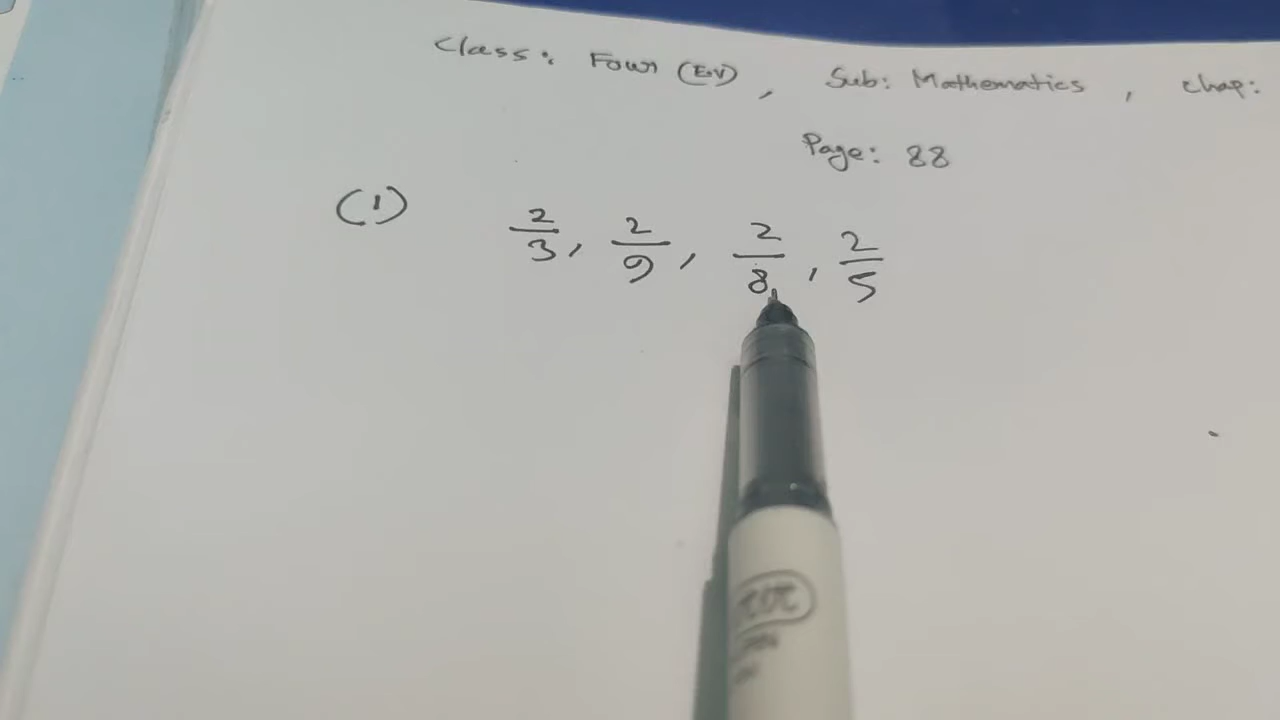 Class: Four (EV), Sub: Mathematics, Chap:
Page: 88
(1) 2/3, 2/9, 2/8, 2/5